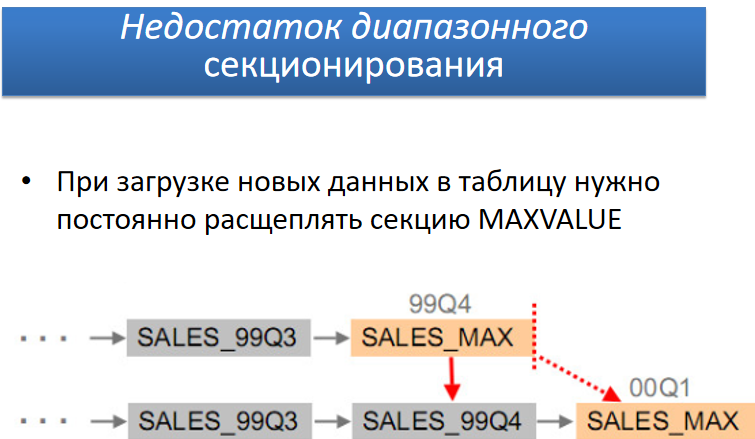 Недостаток диапазонного
секционирования
• При загрузке новых данных в таблицу нужно
постоянно расщеплять секцию MAXVALUE
99Q4
. . . SALES_99Q3 SALES_MAX
00Q1
. . . SALES_99Q3 SALES_99Q4 SALES_MAX